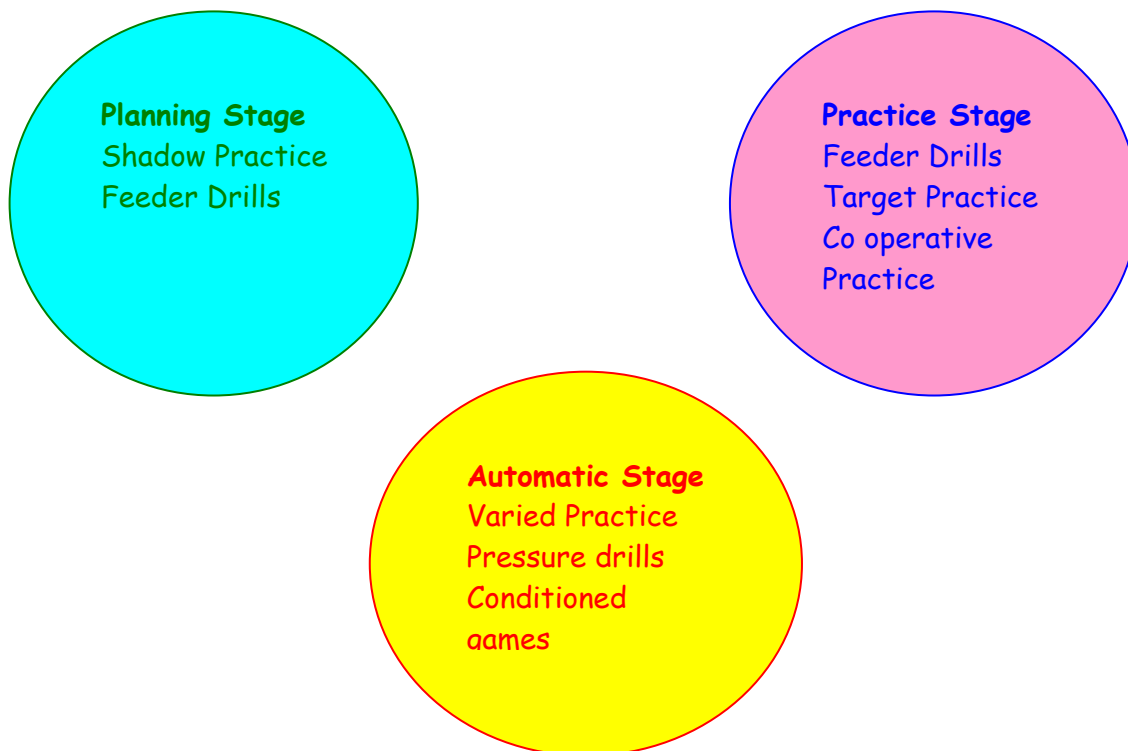 Planning Stage
Shadow Practice
Feeder Drills
Practice Stage
Feeder Drills
Target Practice
Co operative
Practice
Automatic Stage
Varied Practice
Pressure drills
Conditioned
games